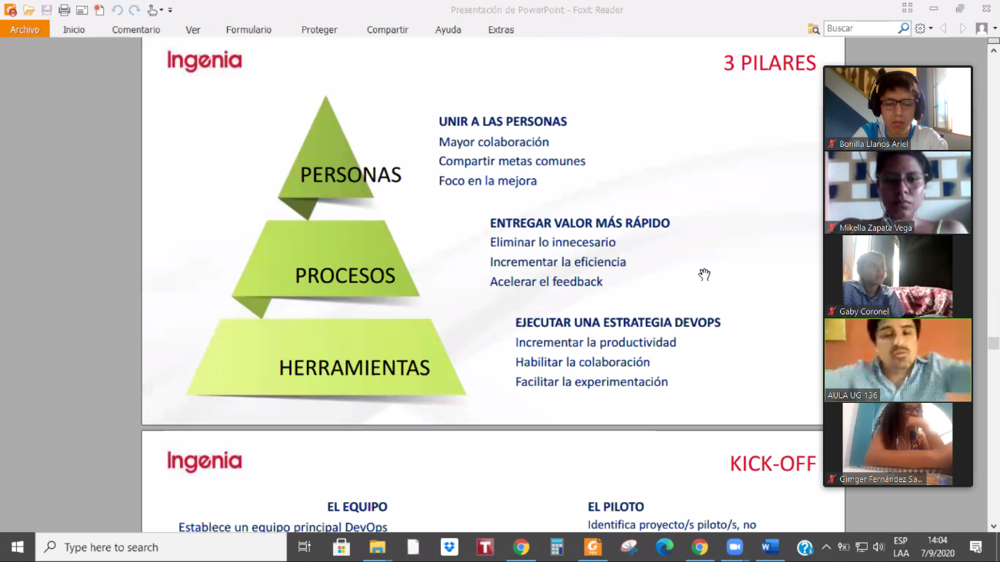 Presentación de PowerPoint - Foxit Reader
Archivo Inicio Comentario Ver Formulario Proteger Compartir Ayuda Extras
Buscar
Ingenia
3 PILARES
PERSONAS
UNIR A LAS PERSONAS
Mayor colaboración
Compartir metas comunes
Foco en la mejora
PROCESOS
ENTREGAR VALOR MÁS RÁPIDO
Eliminar lo innecesario
Incrementar la eficiencia
Acelerar el feedback
HERRAMIENTAS
EJECUTAR UNA ESTRATEGIA DEVOPS
Incrementar la productividad
Habilitar la colaboración
Facilitar la experimentación
Ingenia
KICK-OFF
EL EQUIPO
Establece un equipo principal DevOps
EL PILOTO
Identifica proyecto/s piloto/s, no
Bonilla Llanos Ariel
Mikella Zapata Vega
Gaby Coronel
AULA UG 136
Gimger Fernández Sa...
Type here to search
ESP
LAA
14:04
7/9/2020